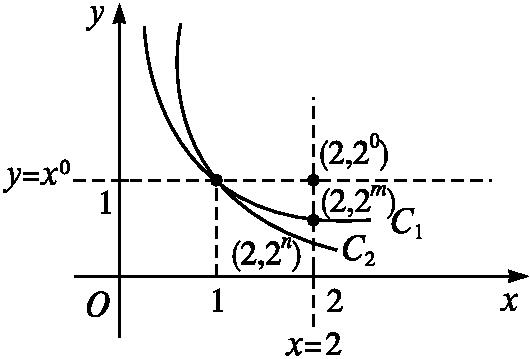 y
(2,2⁰)
y=x⁰
1
(2,2ᵐ)
C₁
(2,2ⁿ)
C₂
O
1
2
x
x=2